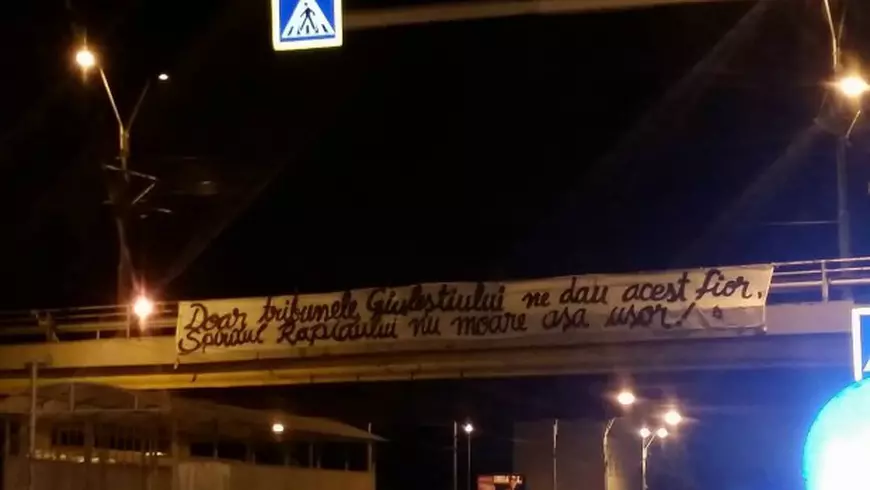 Doar tribunele Giuleștiului ne dau acest fior,
Spiritul Rapidului nu moare așa ușor!